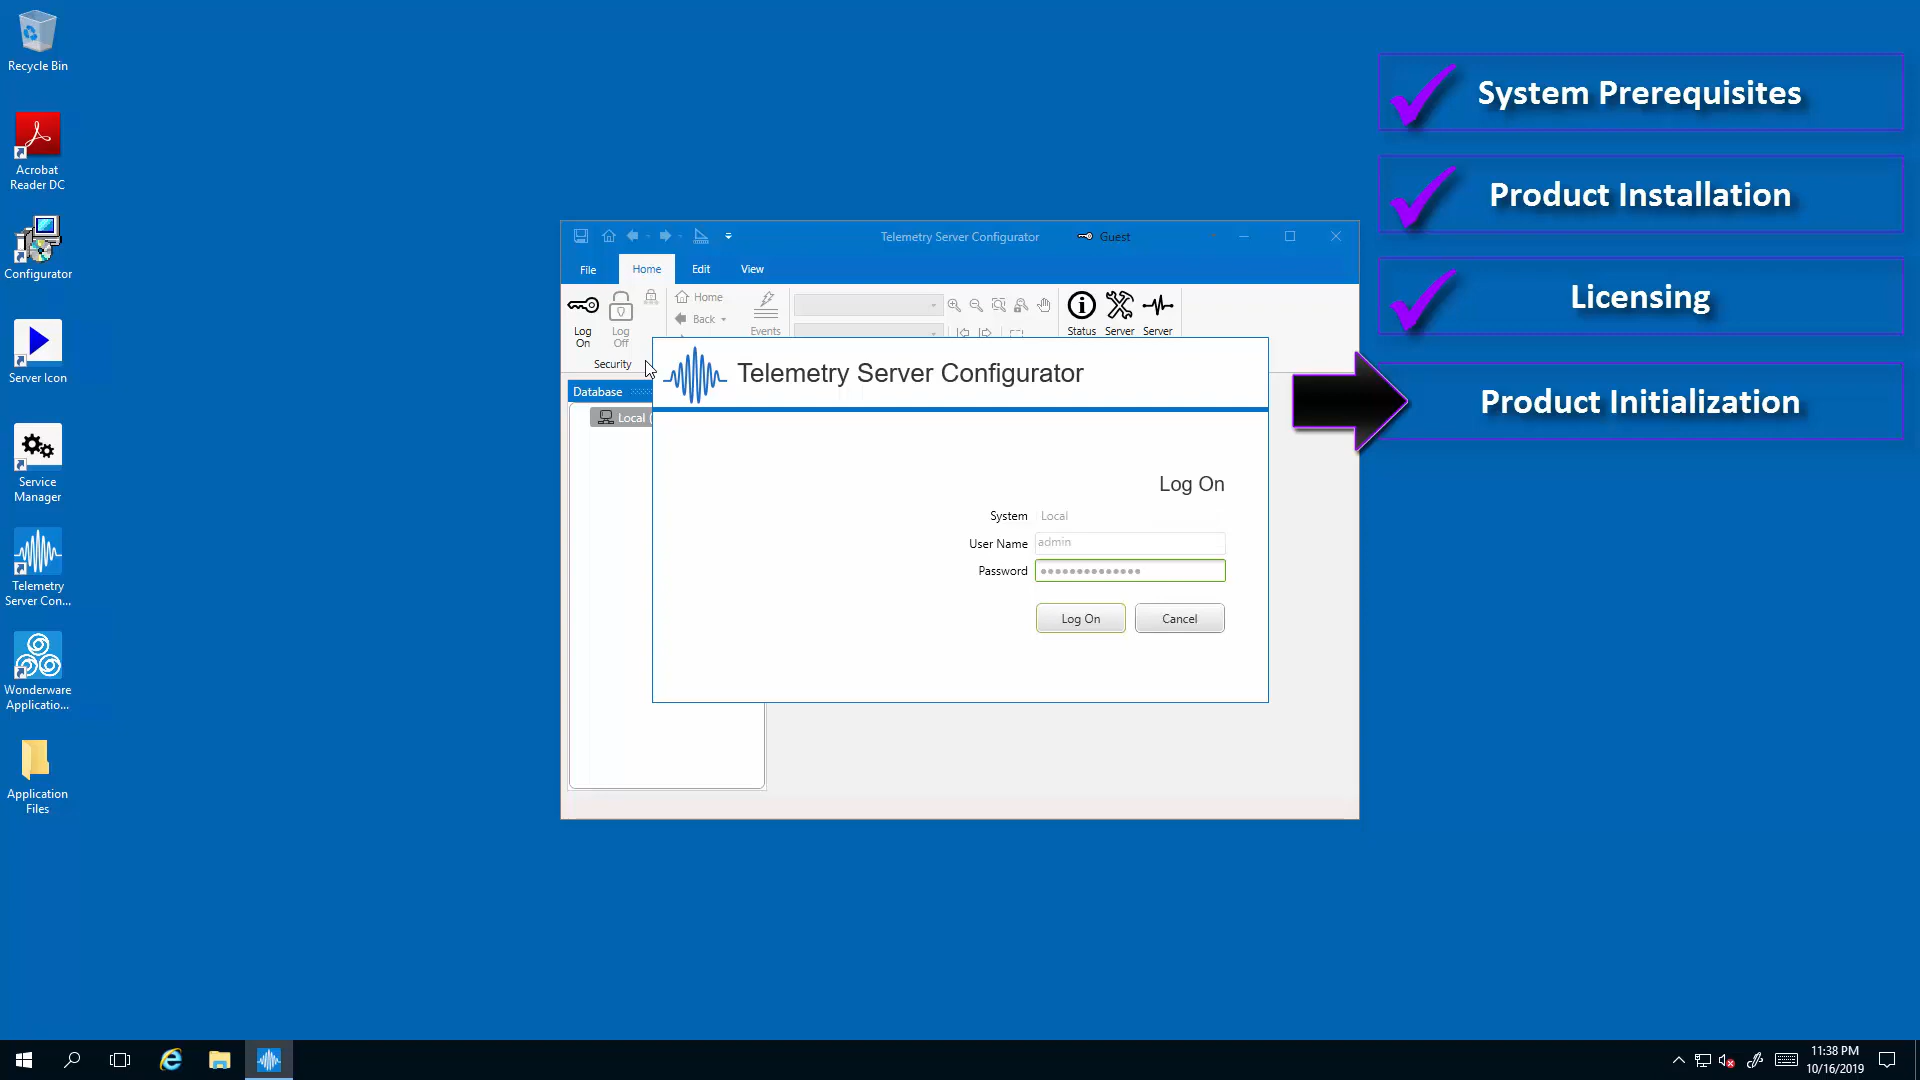 Recycle Bin
Acrobat
Reader DC
Configurator
Server Icon
Service
Manager
Telemetry
Server Con...
Wonderware
Applicatio...
Application
Files
System Prerequisites
Product Installation
Licensing
Product Initialization
Telemetry Server Configurator
Guest
File
Home
Edit
View
Log
On
Log
Off
Security
Home
Back
Events
Status
Server
Server
Database
Local (
Telemetry Server Configurator
Log On
System
Local
User Name
admin
Password
Log On
Cancel
11:38 PM
10/16/2019